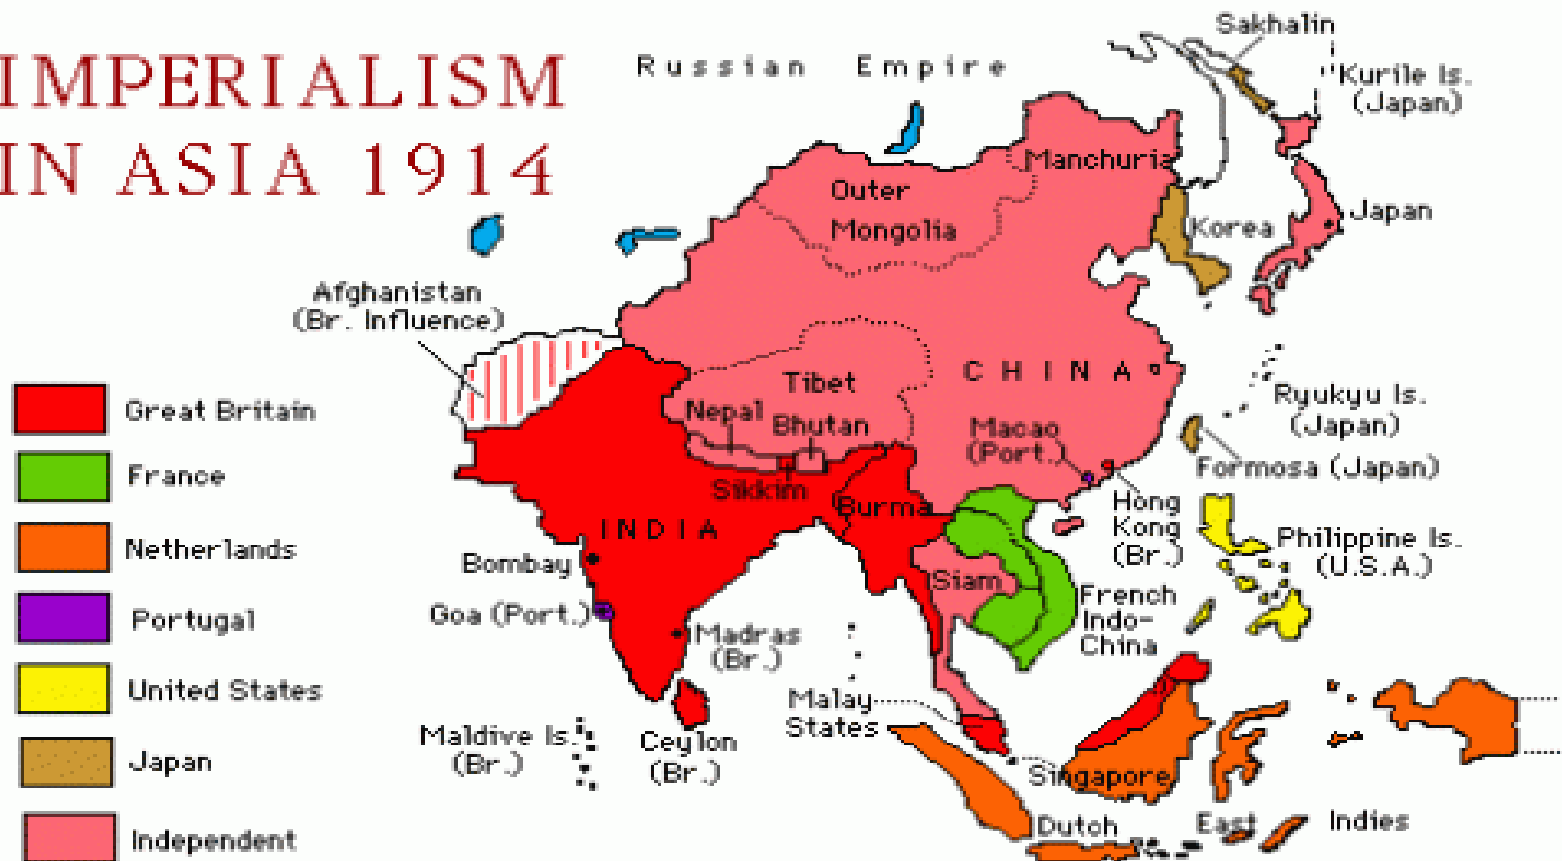 IMPERIALISM
IN ASIA 1914
Russian Empire
Sakhalin
Kurile Is.
(Japan)
Manchuria
Outer
Mongolia
Japan
Korea
Afghanistan
(Br. Influence)
CHINA
Tibet
Nepal
Bhutan
Sikkim
Macao
(Port.)
Ryukyu Is.
(Japan)
Formosa (Japan)
Hong
Kong
(Br.)
Burma
INDIA
Philippine Is.
(U.S.A.)
Bombay
Siam
French
Indo-
China
Goa (Port.)
Madras
(Br.)
Malay
States
Maldive Is.
(Br.)
Ceylon
(Br.)
Singapore
Dutch East Indies
Great Britain
France
Netherlands
Portugal
United States
Japan
Independent